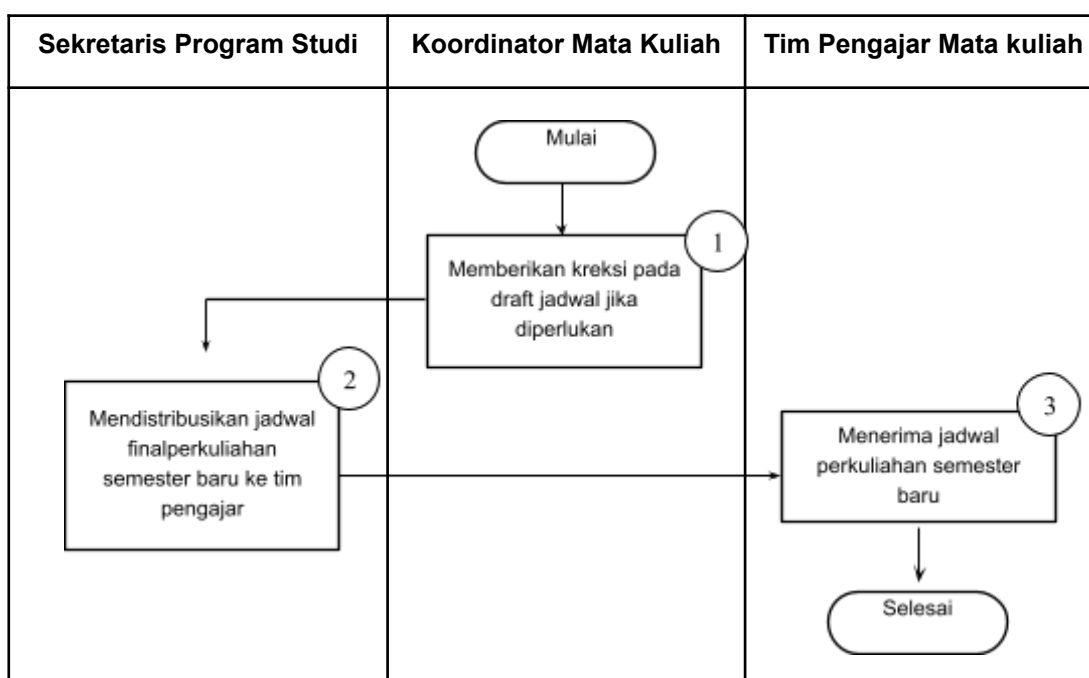 Sekretaris Program Studi
Koordinator Mata Kuliah
Tim Pengajar Mata kuliah
Mulai
1
Memberikan kreksi pada
draft jadwal jika
diperlukan
2
Mendistribusikan jadwal
finalperkuliahan
semester baru ke tim
pengajar
3
Menerima jadwal
perkuliahan semester
baru
Selesai